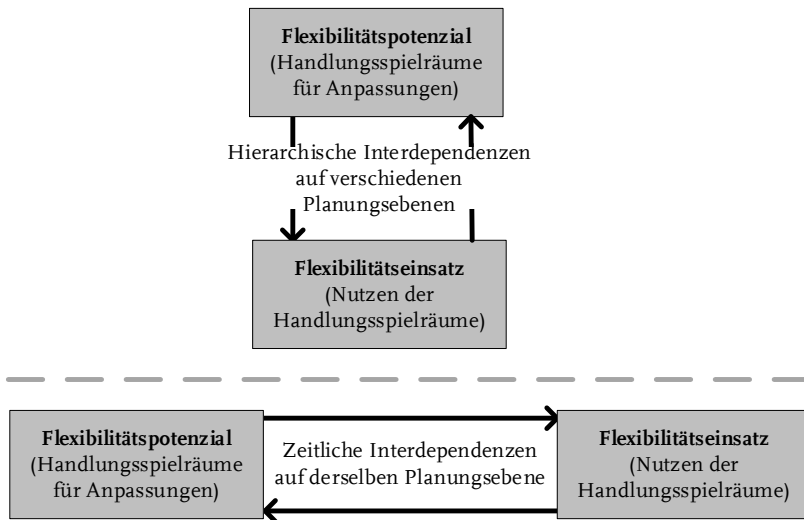 Flexibilitätspotenzial
(Handlungsspielräume
für Anpassungen)
Hierarchische Interdependenzen
auf verschiedenen
Planungsebenen
Flexibilitätseinsatz
(Nutzen der
Handlungsspielräume)
Flexibilitätspotenzial
(Handlungsspielräume
für Anpassungen)
Zeitliche Interdependenzen
auf derselben Planungsebene
Flexibilitätseinsatz
(Nutzen der
Handlungsspielräume)